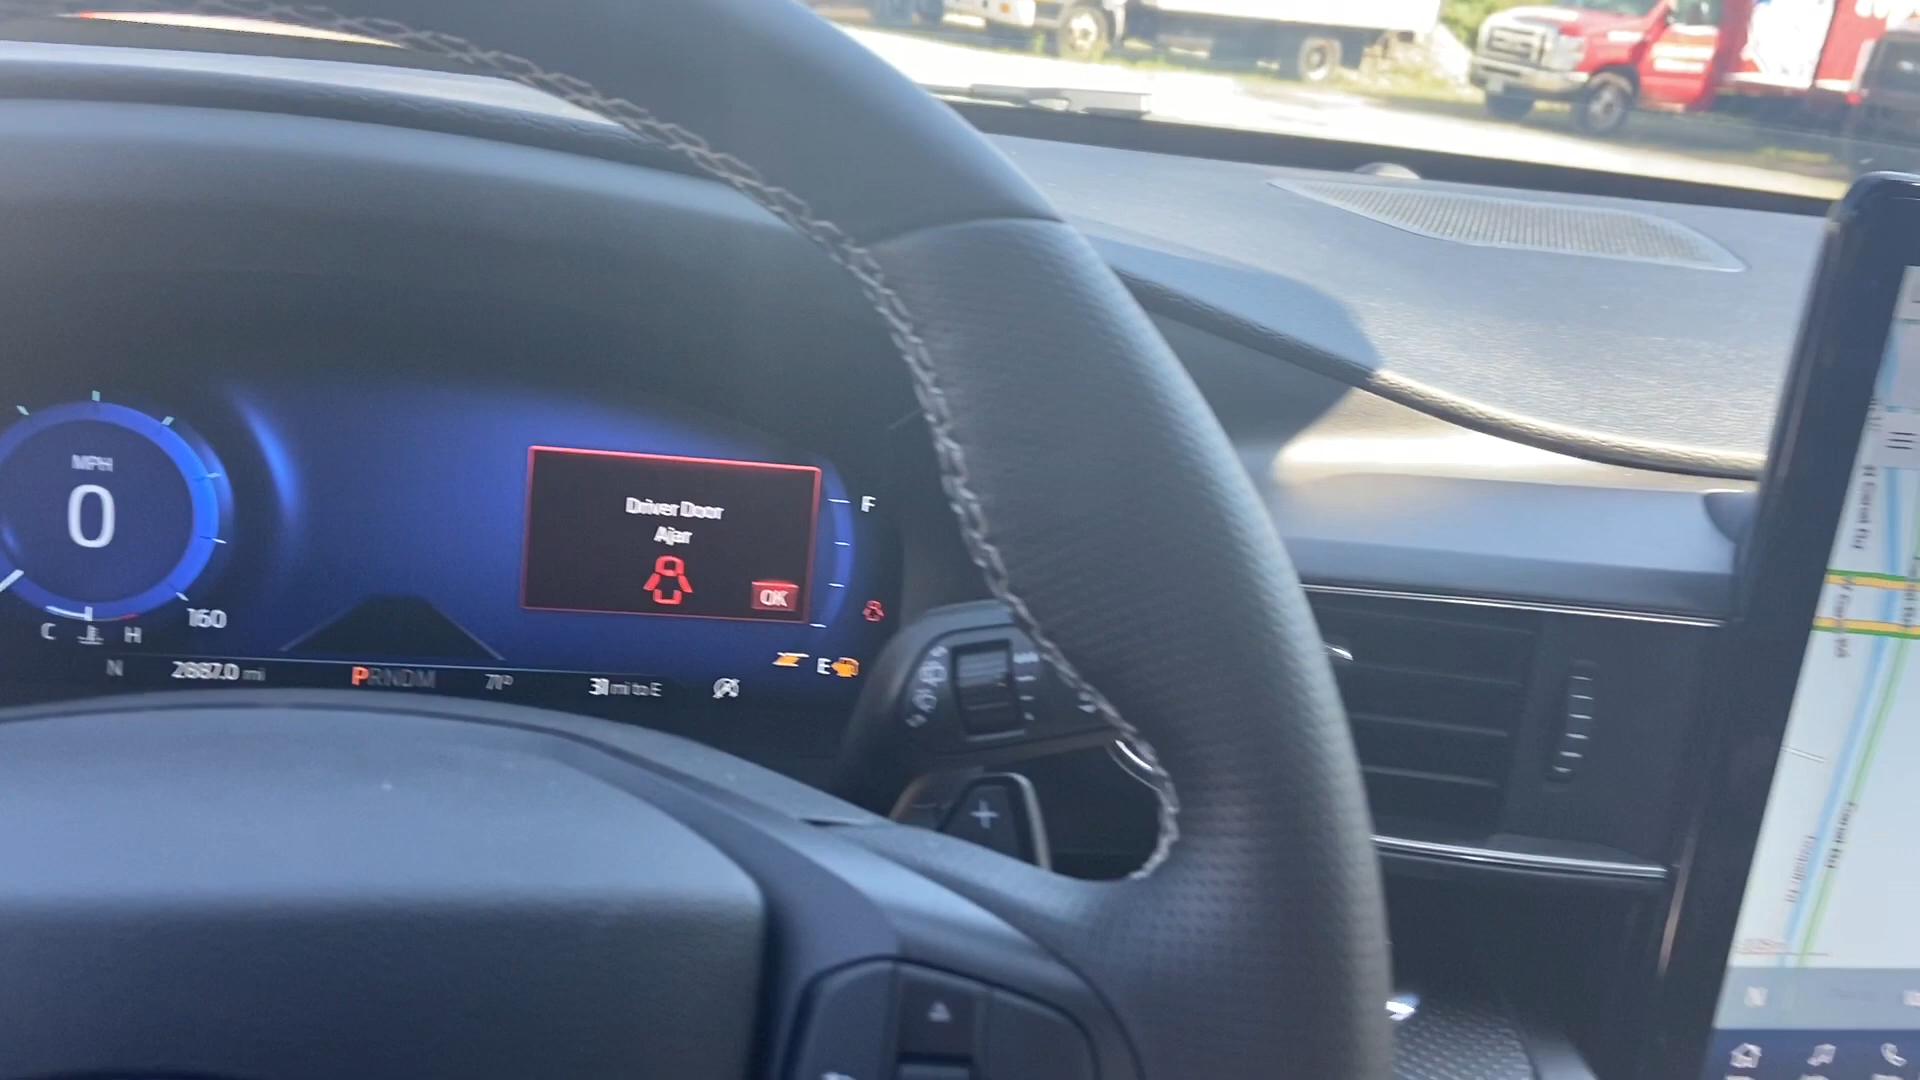 MPH
0
160
C
H
Driver Door
Ajar
OK
F
E
N
2887.0 mi
PRNDM
71°
31 mi to E
+